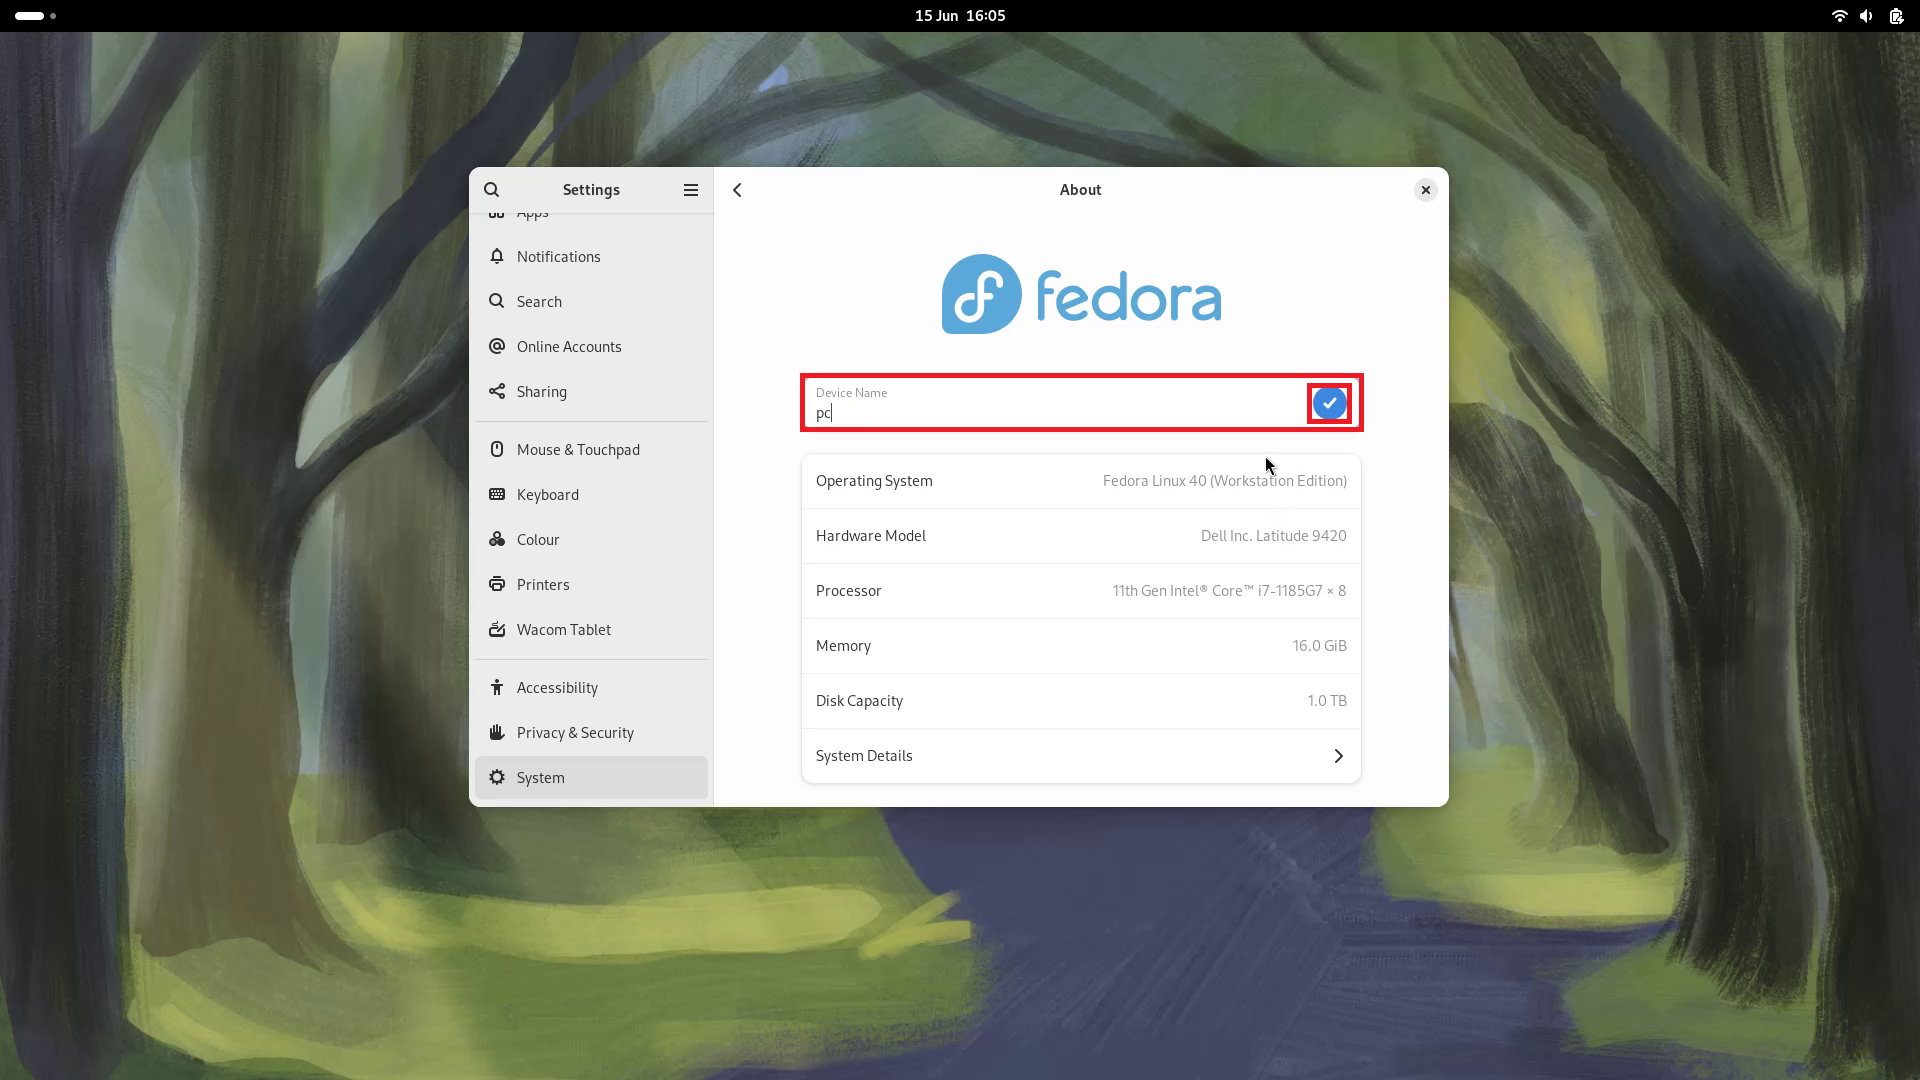 15 Jun 16:05
Settings
About
Apps
Notifications
Search
Online Accounts
Sharing
Mouse & Touchpad
Keyboard
Colour
Printers
Wacom Tablet
Accessibility
Privacy & Security
System
fedora
Device Name
pc
Operating System Fedora Linux 40 (Workstation Edition)
Hardware Model Dell Inc. Latitude 9420
Processor 11th Gen Intel® Core™ i7-1185G7 × 8
Memory 16.0 GiB
Disk Capacity 1.0 TB
System Details